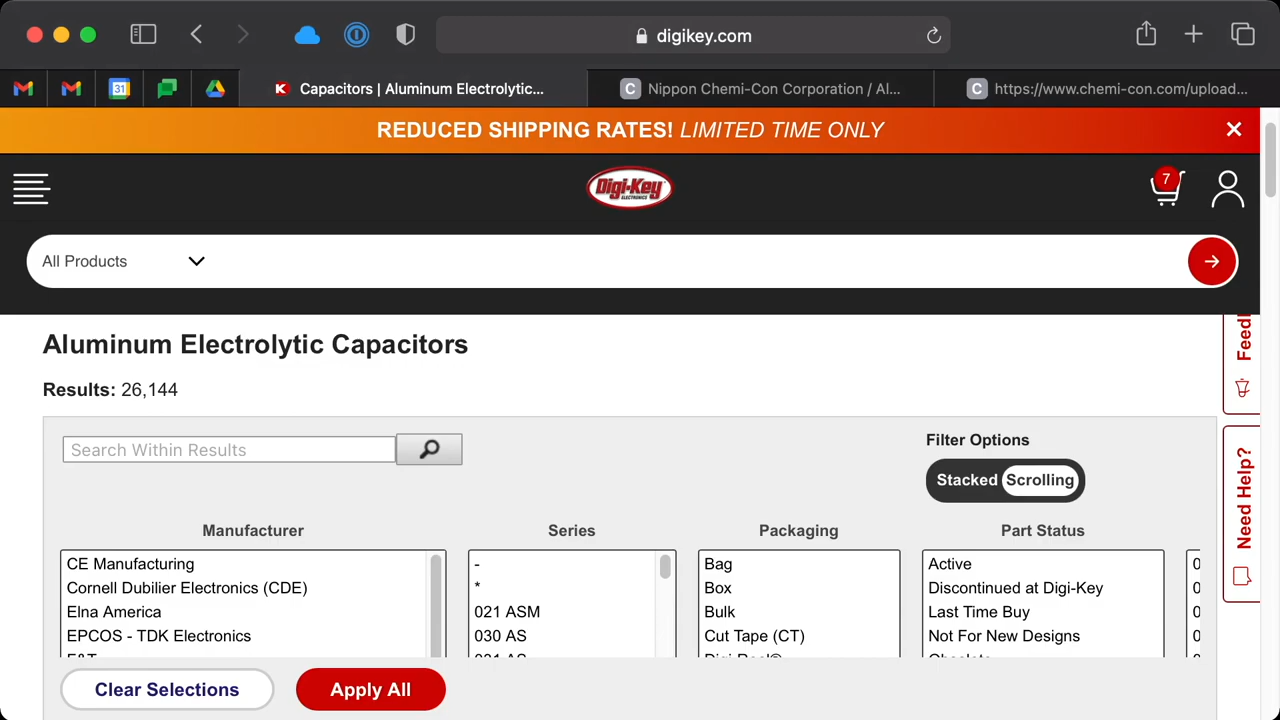 digikey.com
31
K Capacitors | Aluminum Electrolytic...
C Nippon Chemi-Con Corporation / Al...
C https://www.chemi-con.com/upload...
REDUCED SHIPPING RATES! LIMITED TIME ONLY
Digi-Key
ELECTRONICS
7
All Products
Aluminum Electrolytic Capacitors
Results: 26,144
Search Within Results
Filter Options
Stacked Scrolling
Need Help?
Manufacturer Series Packaging Part Status
CE Manufacturing - Bag Active
Cornell Dubilier Electronics (CDE) * Box Discontinued at Digi-Key
Elna America 021 ASM Bulk Last Time Buy
EPCOS - TDK Electronics 030 AS Cut Tape (CT) Not For New Designs
Clear Selections Apply All